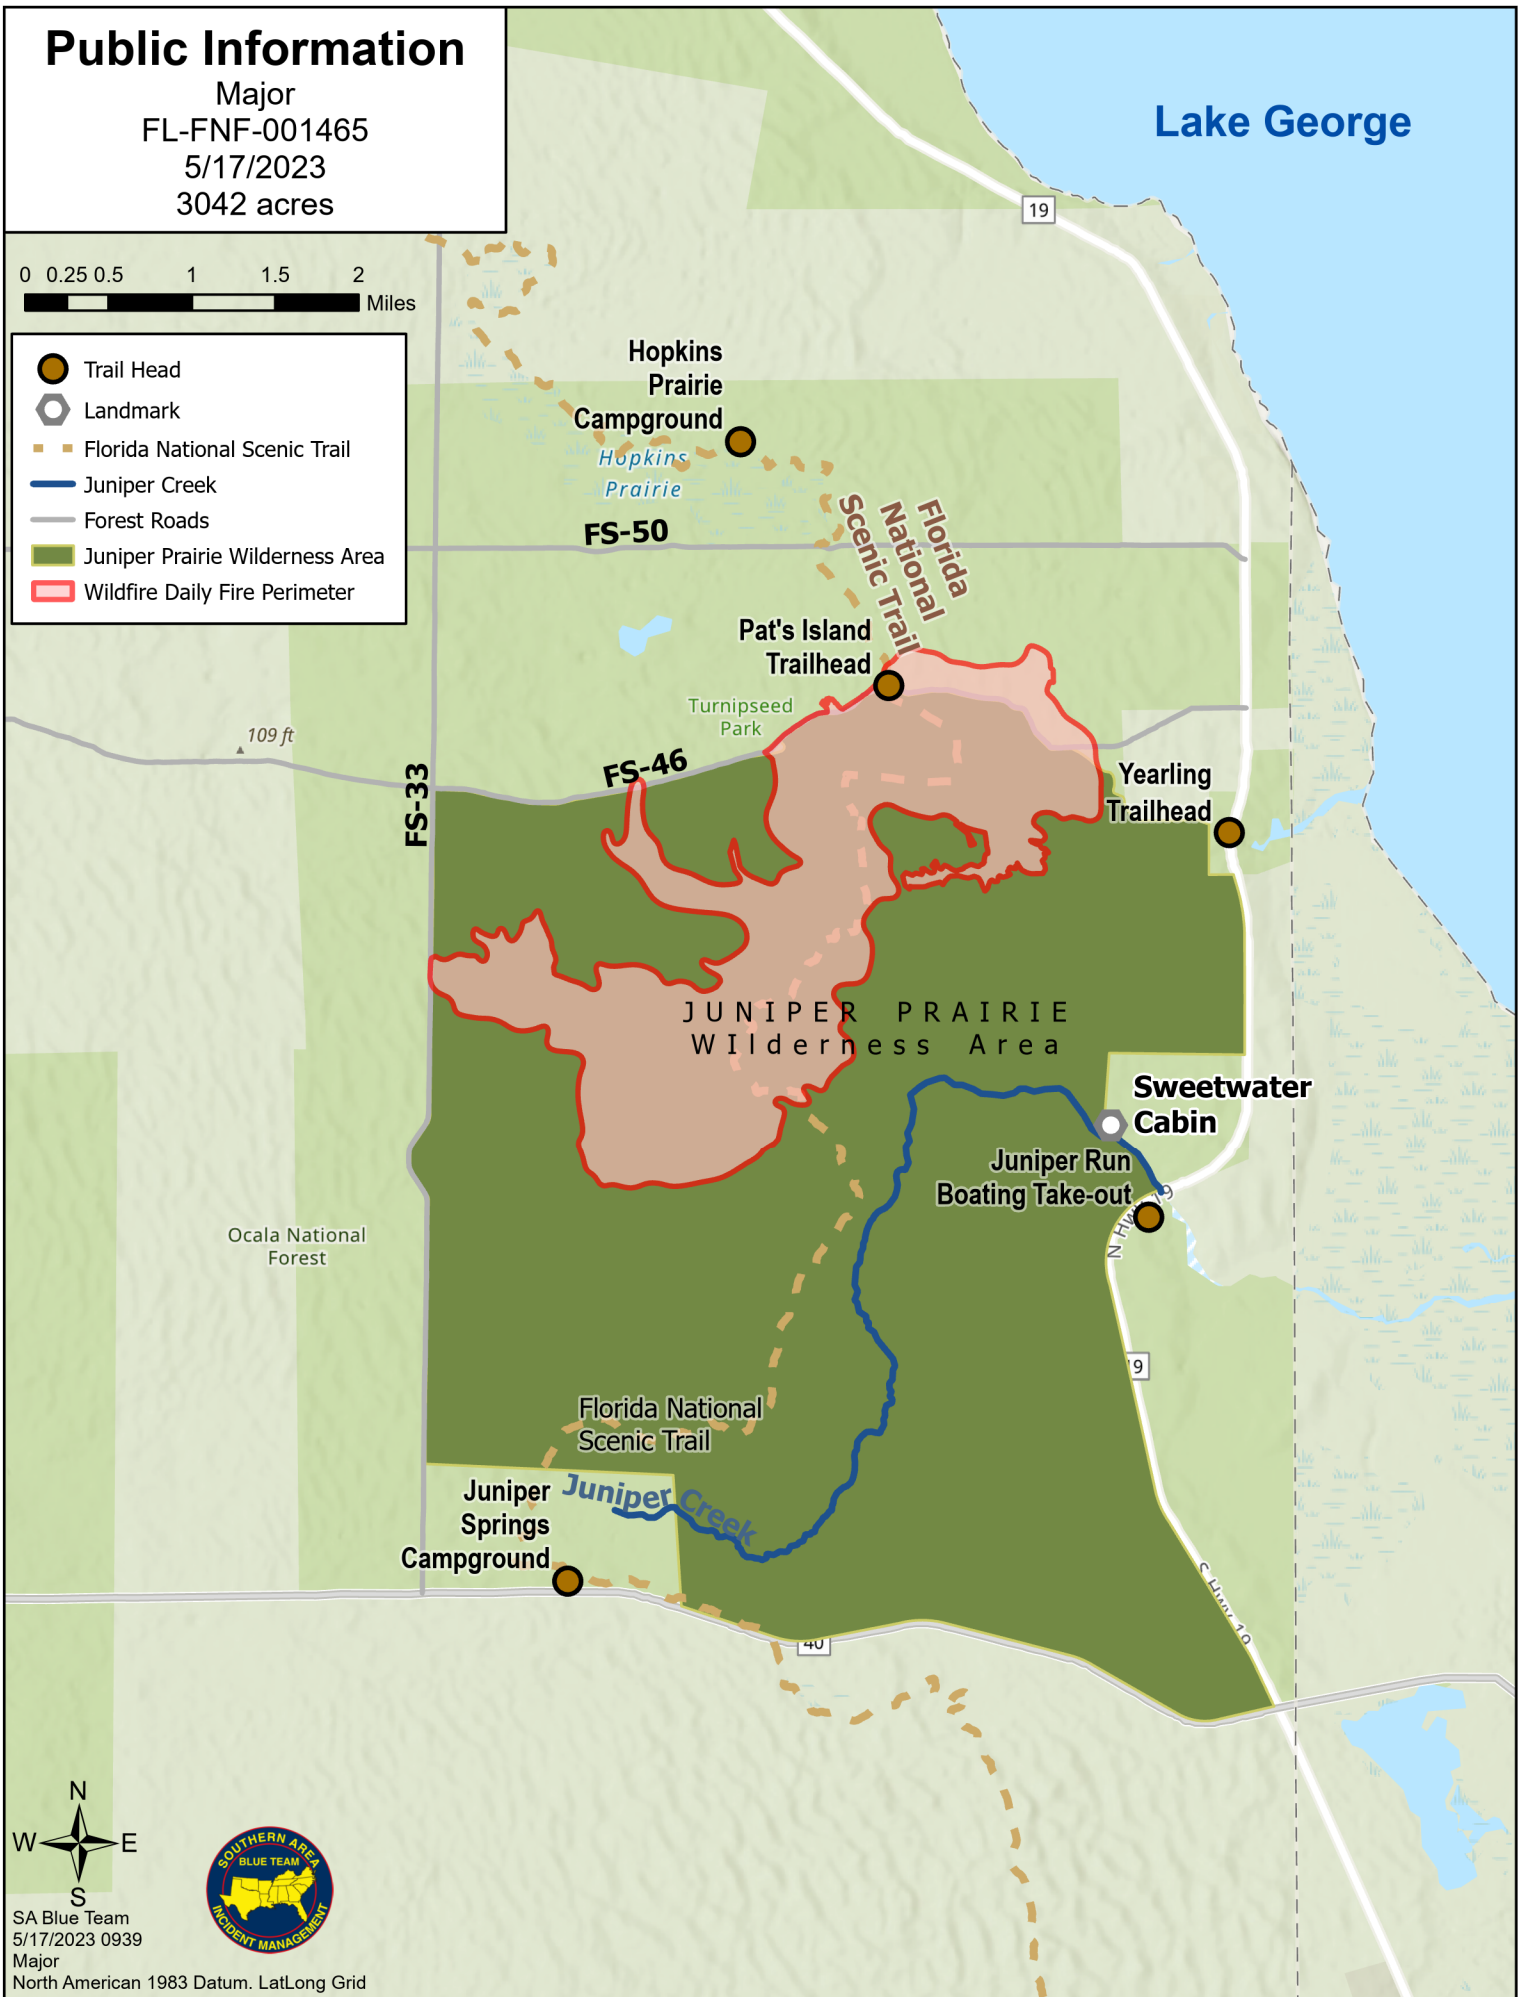 Public Information
Major
FL-FNF-001465
5/17/2023
3042 acres
Lake George
19
0 0.25 0.5 1 1.5 2
Miles
Trail Head
Landmark
Florida National Scenic Trail
Juniper Creek
Forest Roads
Juniper Prairie Wilderness Area
Wildfire Daily Fire Perimeter
Hopkins
Prairie
Campground
Hopkins
Prairie
FS-50
Florida
National
Scenic Trail
Pat's Island
Trailhead
Turnipseed
Park
109 ft
FS-46
FS-33
Yearling
Trailhead
JUNIPER PRAIRIE
WIlderness Area
Sweetwater
Cabin
Juniper Run
Boating Take-out
N Hwy 19
Ocala National
Forest
19
Florida National
Scenic Trail
Juniper
Springs
Campground
Juniper Creek
S Hwy 19
40
N
W E
S
SOUTHERN AREA
BLUE TEAM
INCIDENT MANAGEMENT
SA Blue Team
5/17/2023 0939
Major
North American 1983 Datum. LatLong Grid